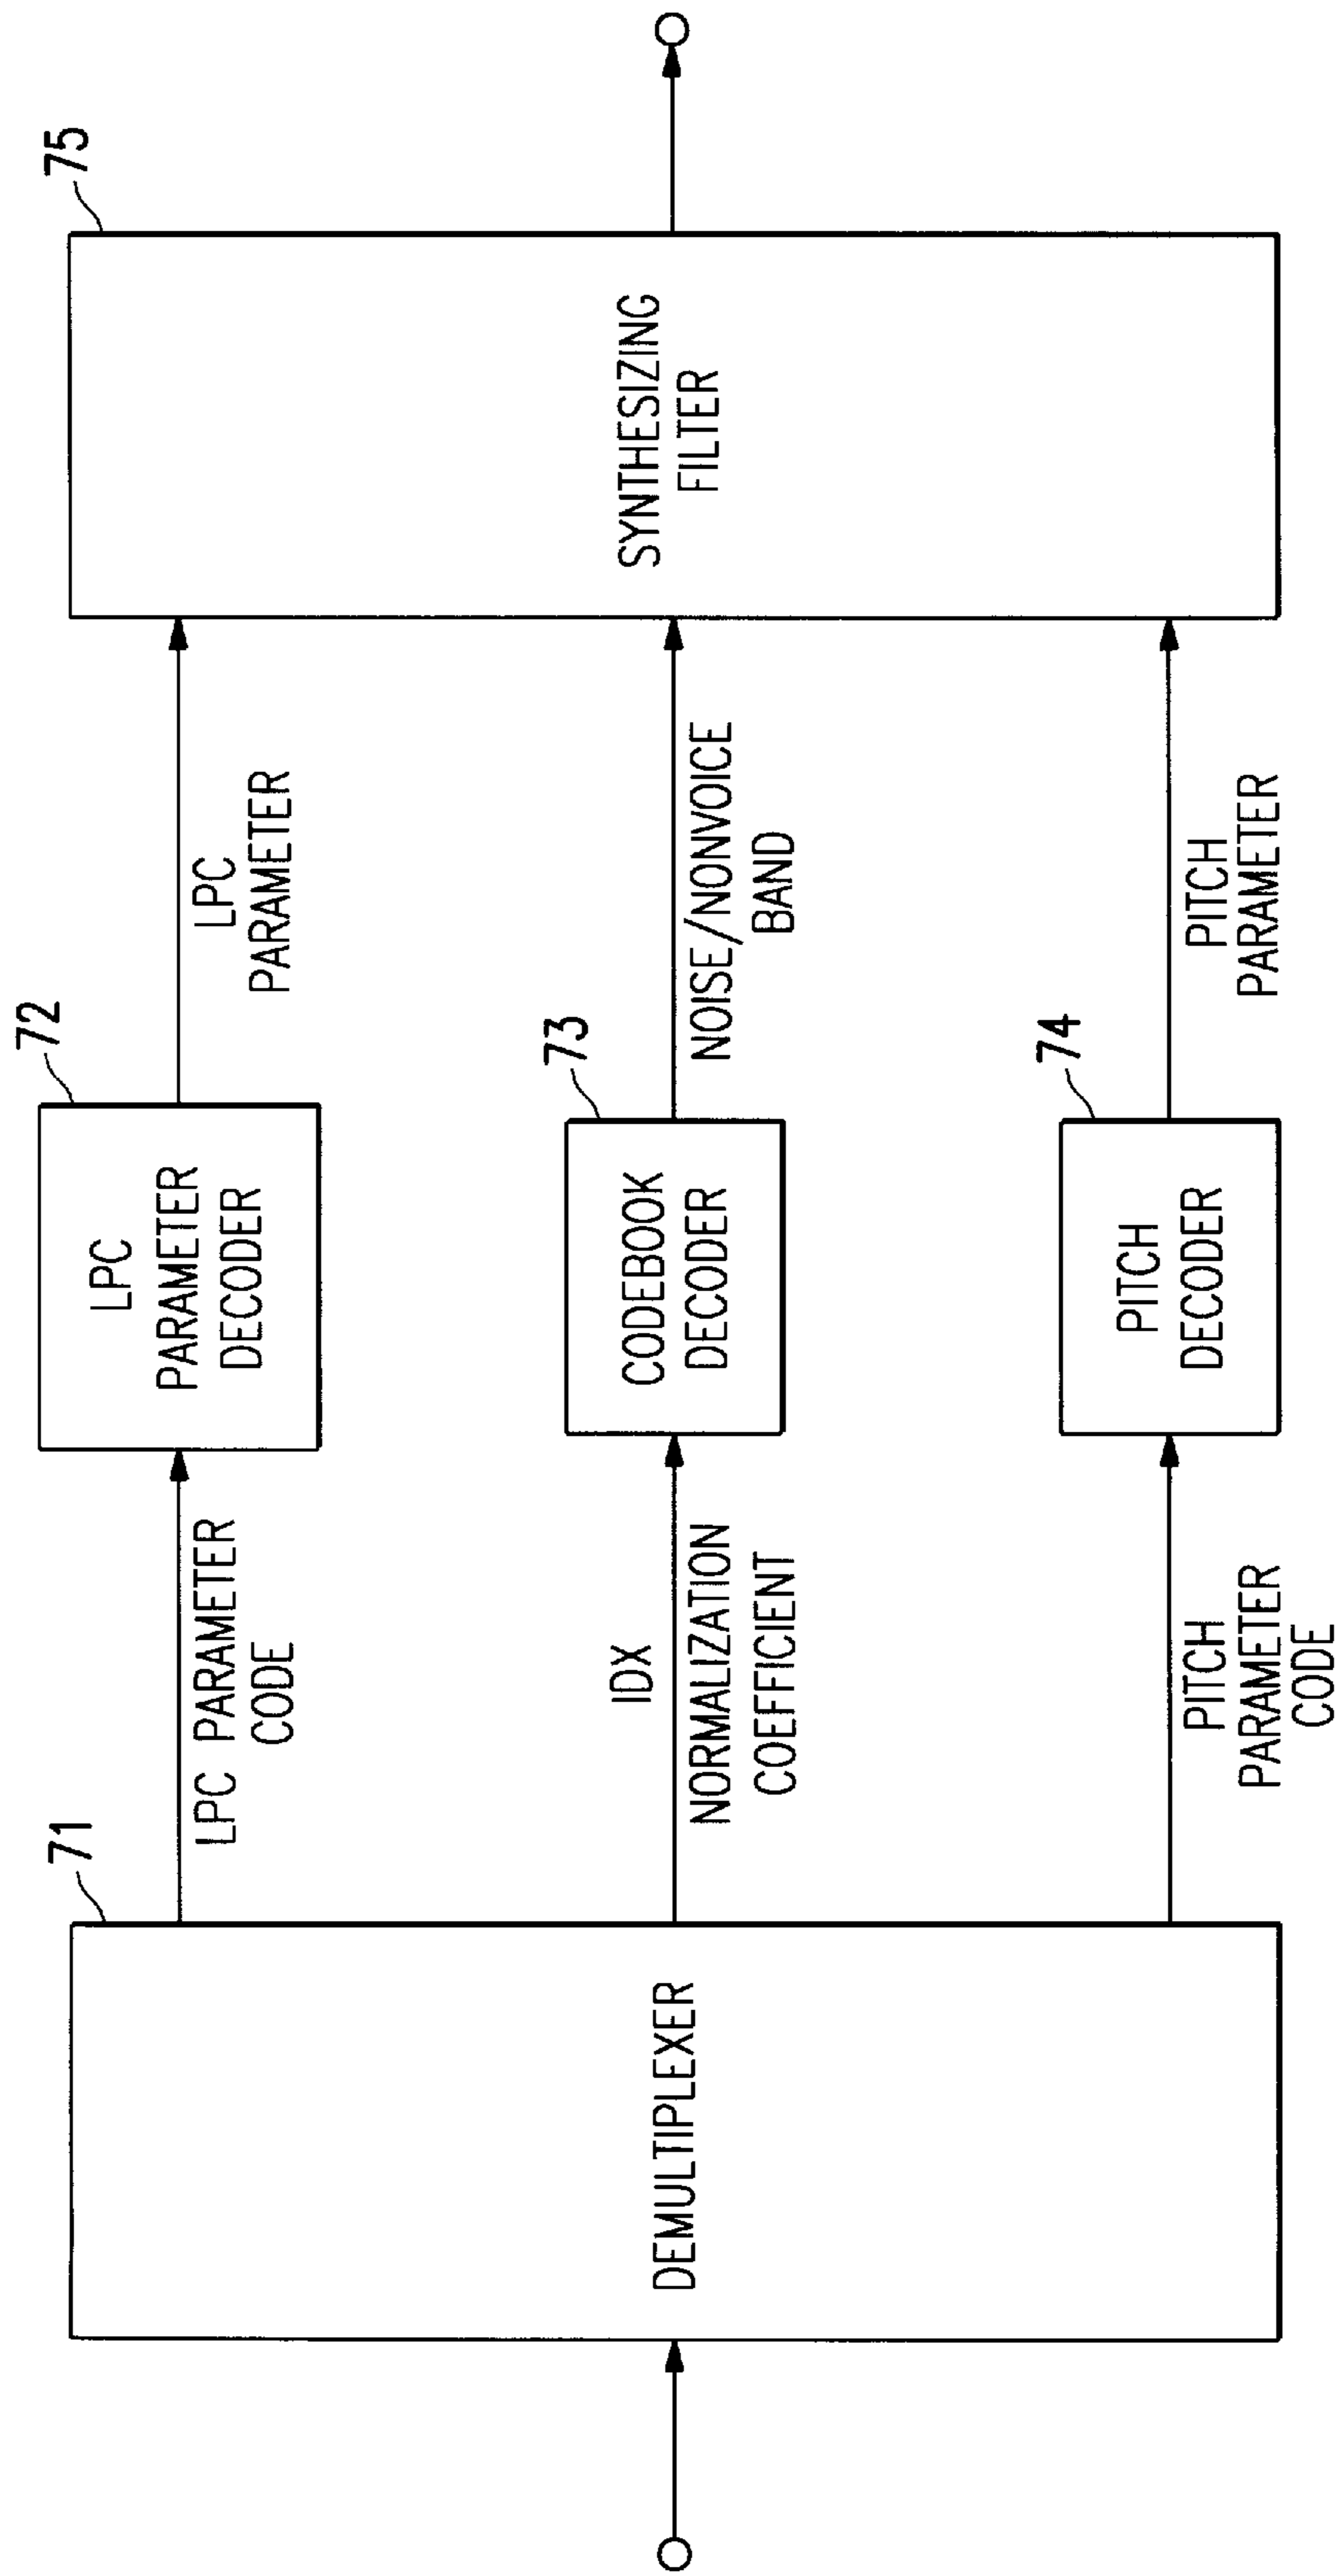 71
DEMULTIPLEXER
LPC PARAMETER
CODE
IDX
NORMALIZATION
COEFFICIENT
PITCH
PARAMETER
CODE
72
LPC
PARAMETER
DECODER
73
CODEBOOK
DECODER
74
PITCH
DECODER
LPC
PARAMETER
NOISE/NONVOICE
BAND
PITCH
PARAMETER
75
SYNTHESIZING
FILTER